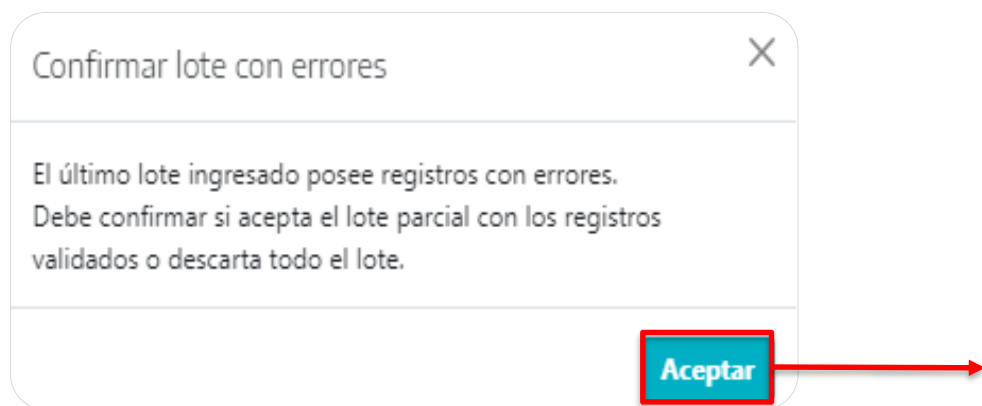 Confirmar lote con errores
El último lote ingresado posee registros con errores.
Debe confirmar si acepta el lote parcial con los registros
validados o descarta todo el lote.
Aceptar